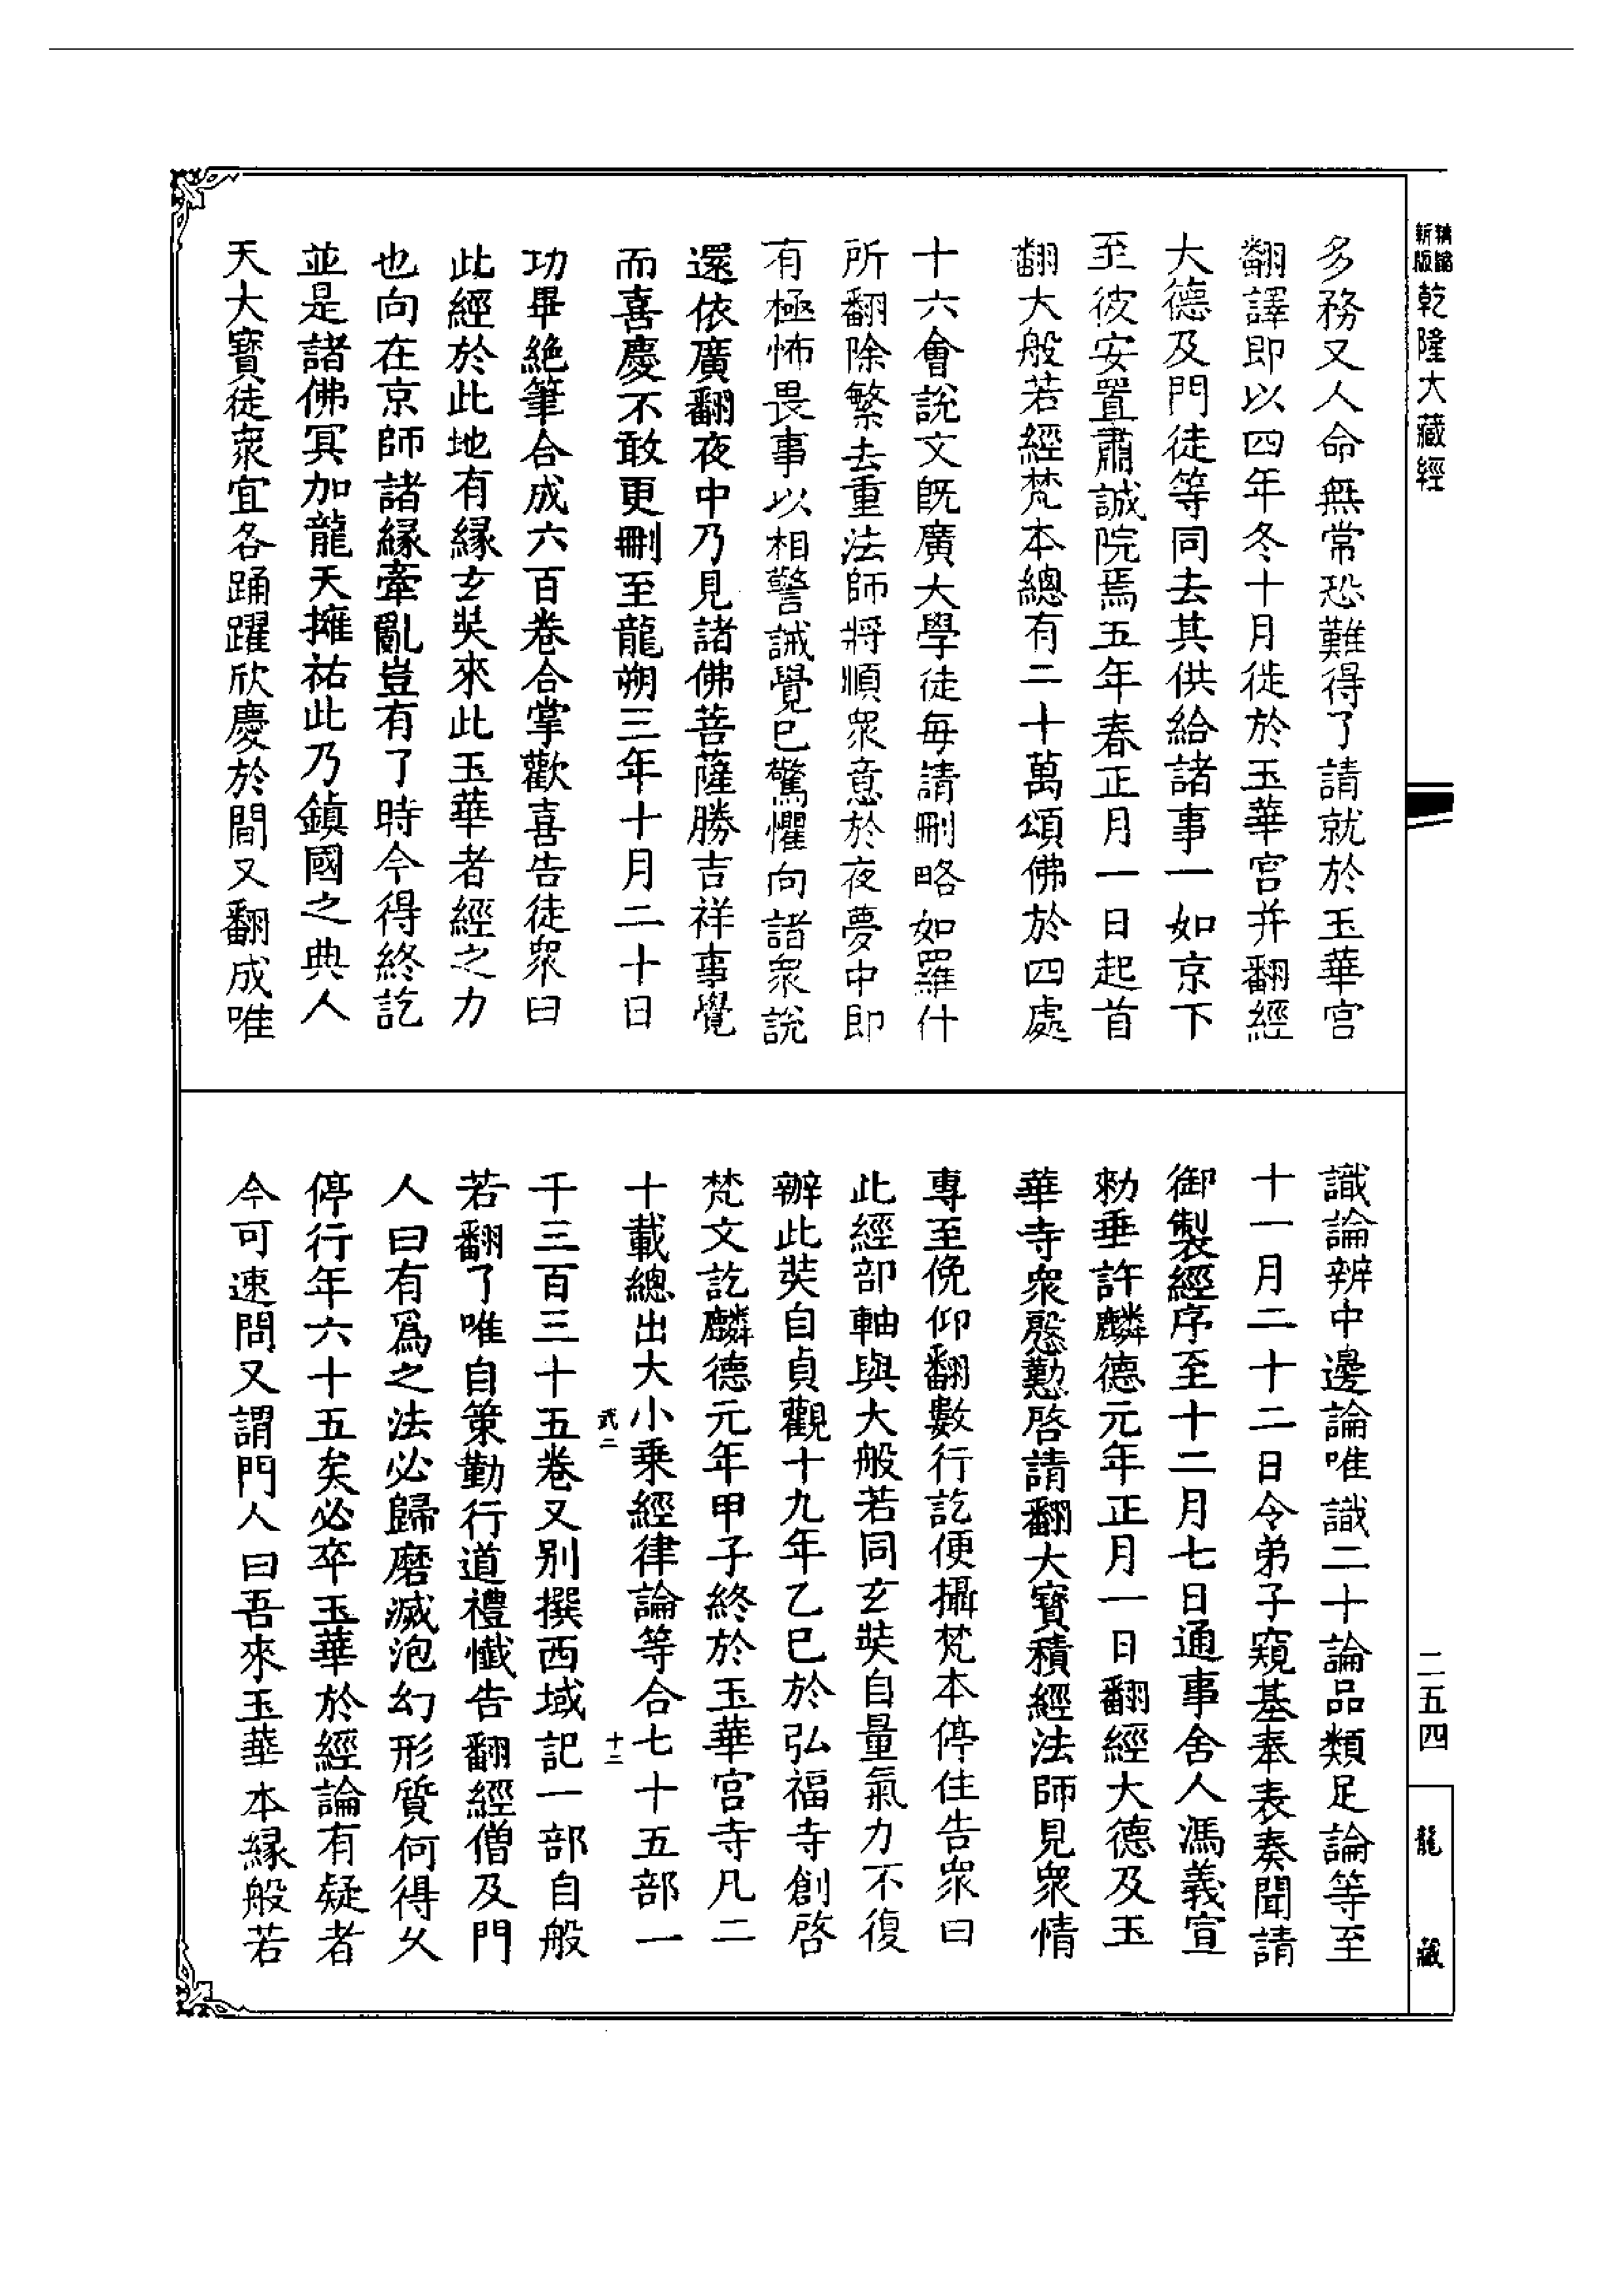 新版精諭乾隆大藏經
多務又人命無常恐難得了請就於玉華宮
翻譯即以四年冬十月徙於玉華宮并翻經
大德及門徒等同去其供給諸事一如京下
至彼安置肅誠院焉五年春正月一日起首
翻大般若經梵本總有二十萬頌佛於四處
十六會說文既廣大學徒每請刪略如羅什
所翻除繁去重法師將順眾意於夜夢中即
有極怖畏事以相警誡覺已驚懼向諸眾說
還依廣翻夜中乃見諸佛菩薩勝吉祥事覺
而喜慶不敢更刪至龍朔三年十月二十日
功畢絶筆合成六百卷合掌歡喜告徒眾曰
此經於此地有緣玄奘來此玉華者經之力
也向在京師諸緣牽亂豈有了時今得終訖
並是諸佛冥加龍天擁祐此乃鎮國之典人
天大寶徒眾宜各踊躍欣慶於間又翻成唯
識論辨中邊論唯識二十論品類足論等至
十一月二十二日令弟子窺基奉表奏聞請
御製經序至十二月七日通事舍人馮義宣
勑垂許麟德元年正月一日翻經大德及玉
華寺眾慇懃啓請翻大寶積經法師見眾情
專至俛仰翻數行訖便攝梵本停住告眾曰
此經部軸與大般若同玄奘自量氣力不復
辦此奘自貞觀十九年乙巳於弘福寺創啓
梵文訖麟德元年甲子終於玉華宮寺凡二
十載總出大小乘經律論等合七十五部一
千三百三十五卷又別撰西域記一部自般
若翻了唯自策勤行道禮懺告翻經僧及門
人曰有為之法必歸磨滅泡幻形質何得久
停行年六十五矣必卒玉華於經論有疑者
今可速問又謂門人曰吾來玉華本緣般若
二五四
龍藏